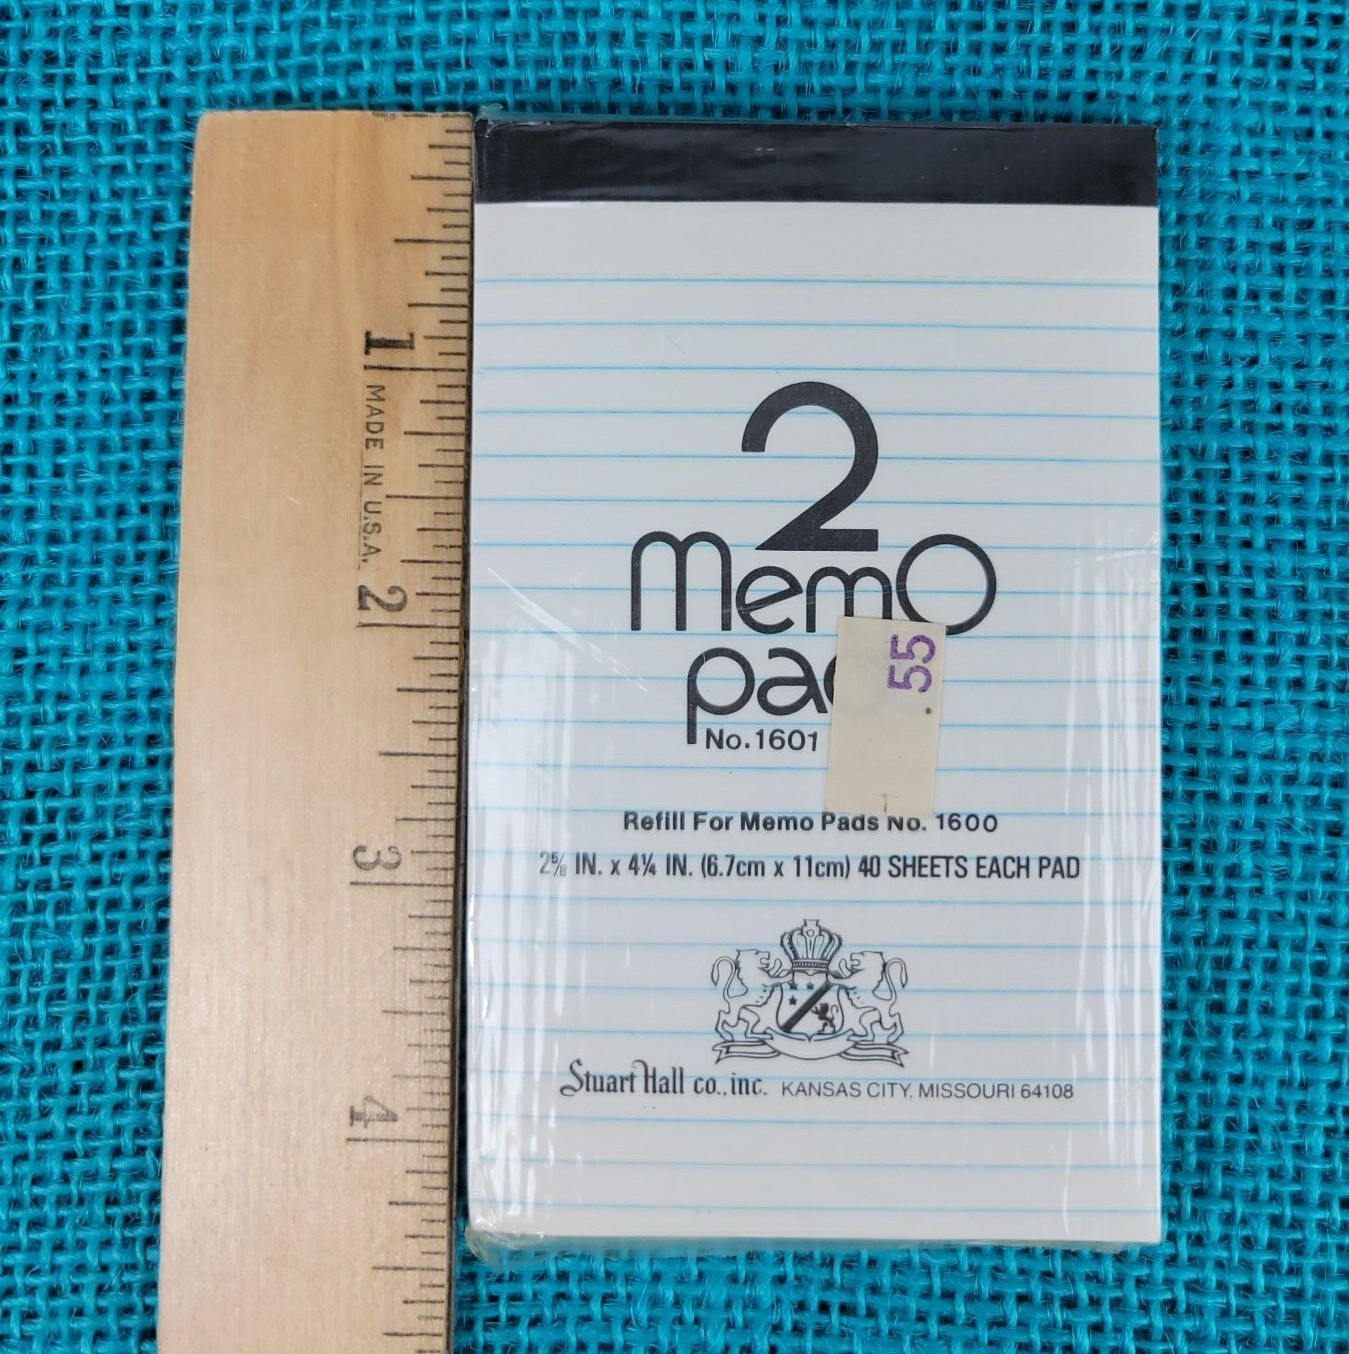 1
MADE IN U.S.A.
2
3
4
2
memo
pa
.55
No. 1601
Refill For Memo Pads No. 1600
2⅝ IN. x 4¼ IN. (6.7cm x 11cm) 40 SHEETS EACH PAD
Stuart Hall co., inc. KANSAS CITY, MISSOURI 64108